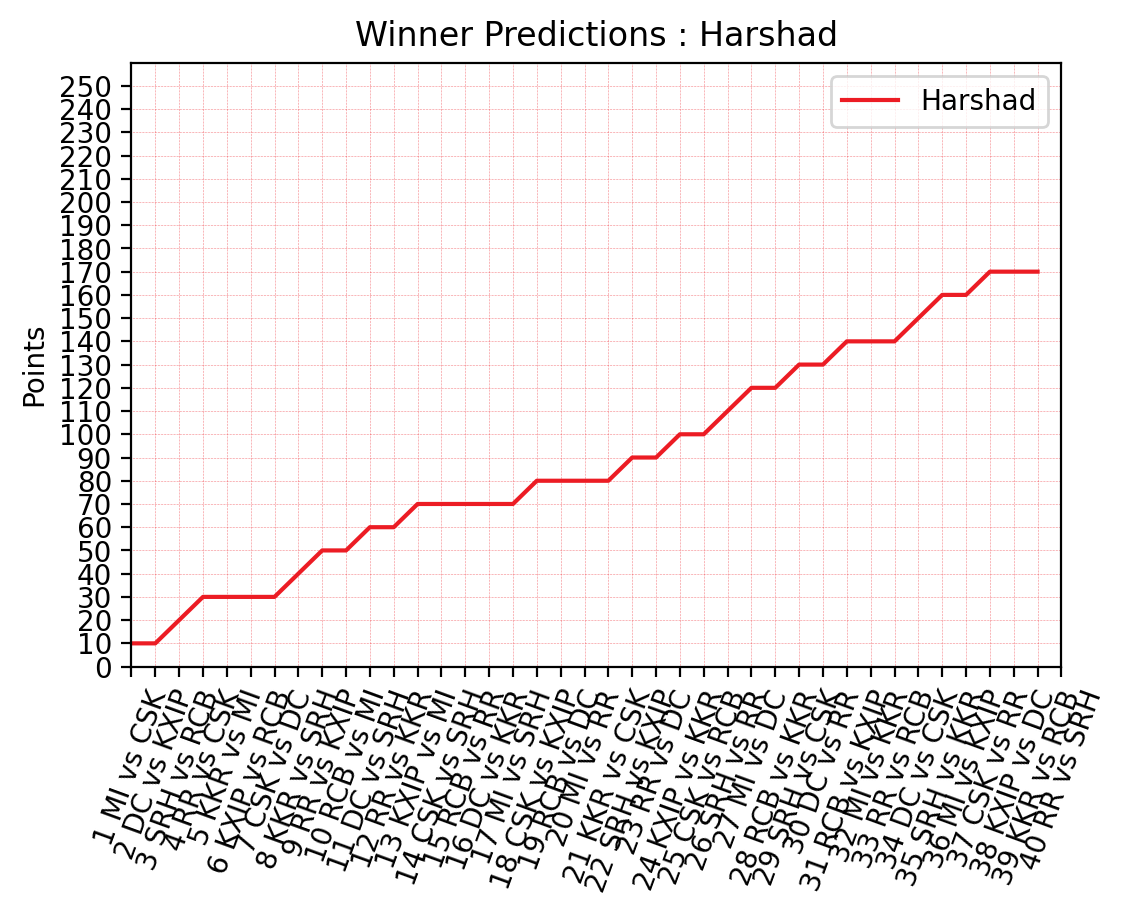 Winner Predictions : Harshad
Harshad
Points
250
240
230
220
210
200
190
180
170
160
150
140
130
120
110
100
90
80
70
60
50
40
30
20
10
0
1 MI vs CSK
2 DC vs KXIP
3 SRH vs RCB
4 RR vs CSK
5 KKR vs MI
6 KXIP vs RCB
7 CSK vs DC
8 KKR vs SRH
9 RR vs KXIP
10 RCB vs MI
11 DC vs SRH
12 RR vs KKR
13 KXIP vs MI
14 CSK vs SRH
15 RCB vs RR
16 DC vs KKR
17 MI vs SRH
18 CSK vs KXIP
19 RCB vs DC
20 MI vs RR
21 KKR vs CSK
22 SRH vs KXIP
23 RR vs DC
24 KXIP vs KKR
25 CSK vs RCB
26 SRH vs RR
27 MI vs DC
28 RCB vs KKR
29 SRH vs CSK
30 DC vs RR
31 RCB vs KXIP
32 MI vs KKR
33 RR vs RCB
34 DC vs CSK
35 SRH vs KKR
36 MI vs KXIP
37 CSK vs RR
38 KXIP vs DC
39 KKR vs RCB
40 RR vs SRH